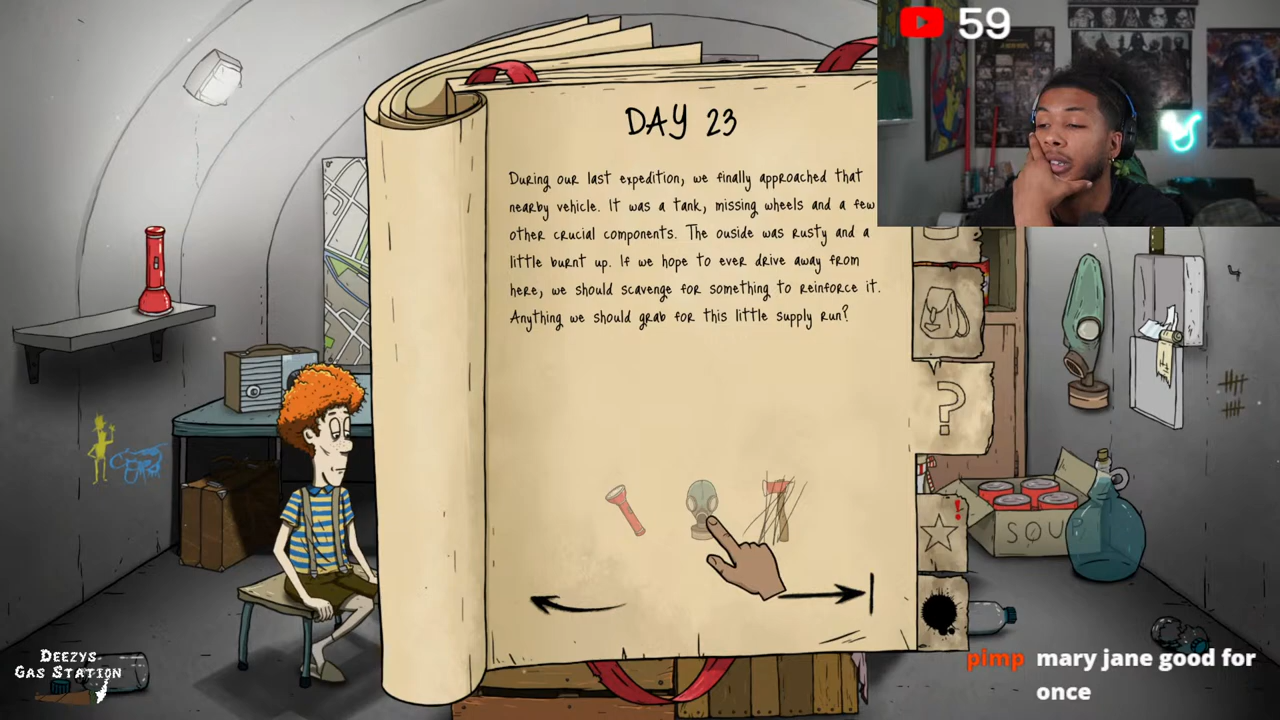 59
DAY 23
During our last expedition, we finally approached that
nearby vehicle. It was a tank, missing wheels and a few
other crucial components. The ouside was rusty and a
little burnt up. If we hope to ever drive away from
here, we should scavenge for something to reinforce it.
Anything we should grab for this little supply run?
SOUP
DEEZYS
GAS STATION
pimp mary jane good for
once